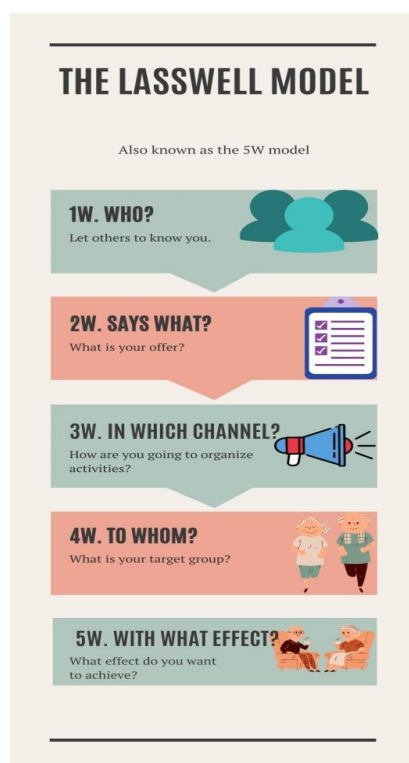 THE LASSWELL MODEL
Also known as the 5W model
1W. WHO?
Let others to know you.
2W. SAYS WHAT?
What is your offer?
3W. IN WHICH CHANNEL?
How are you going to organize
activities?
4W. TO WHOM?
What is your target group?
5W. WITH WHAT EFFECT?
What effect do you want
to achieve?